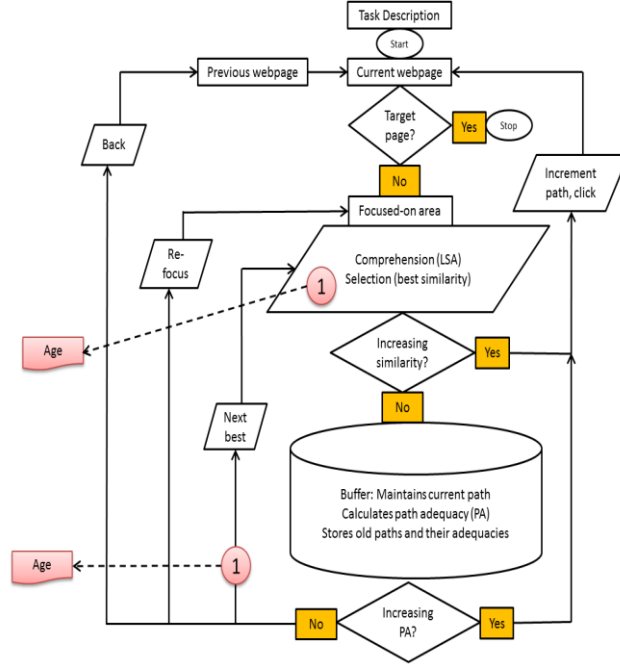 Task Description
Start
Previous webpage
Current webpage
Target
page?
Yes
Stop
Back
No
Increment
path, click
Focused-on area
Re-
focus
Comprehension (LSA)
Selection (best similarity)
1
Age
Increasing
similarity?
Yes
No
Next
best
Buffer: Maintains current path
Calculates path adequacy (PA)
Stores old paths and their adequacies
Age
1
No
Increasing
PA?
Yes